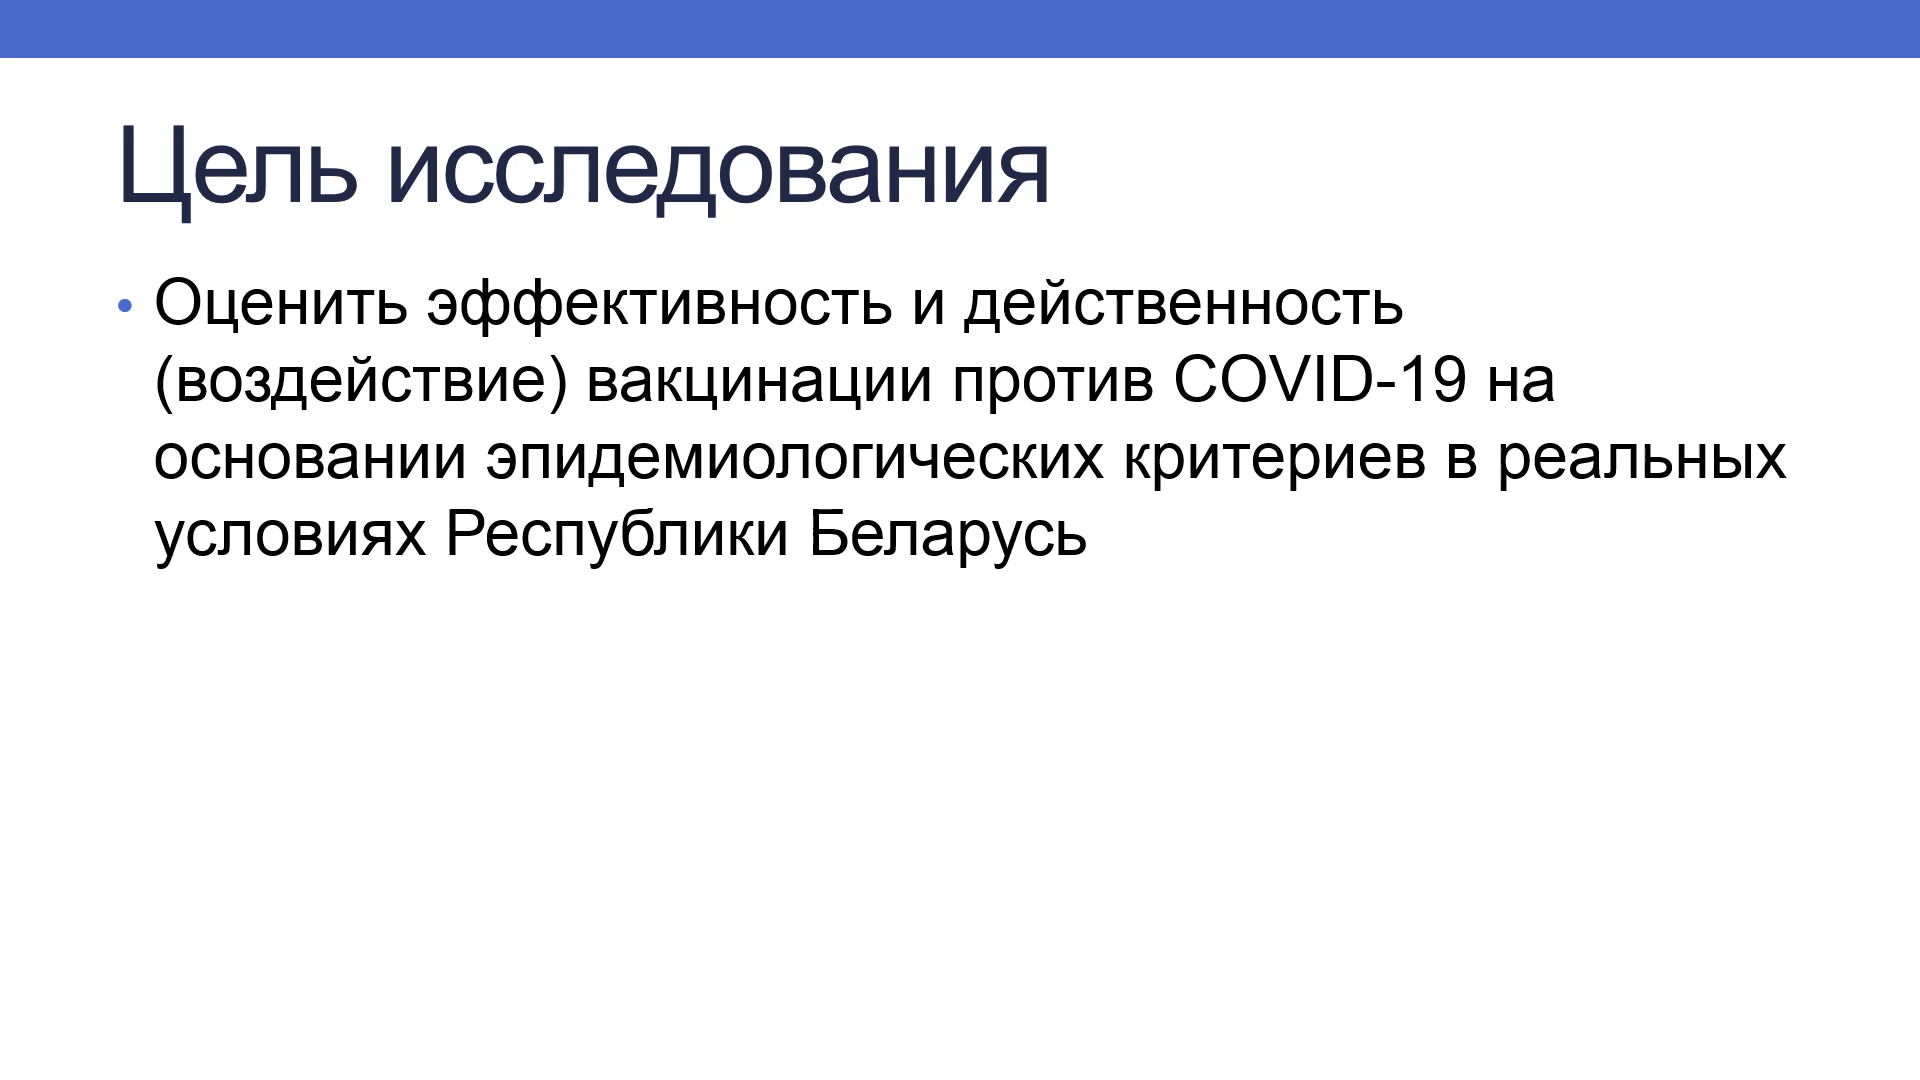 Цель исследования
• Оценить эффективность и действенность
(воздействие) вакцинации против COVID-19 на
основании эпидемиологических критериев в реальных
условиях Республики Беларусь